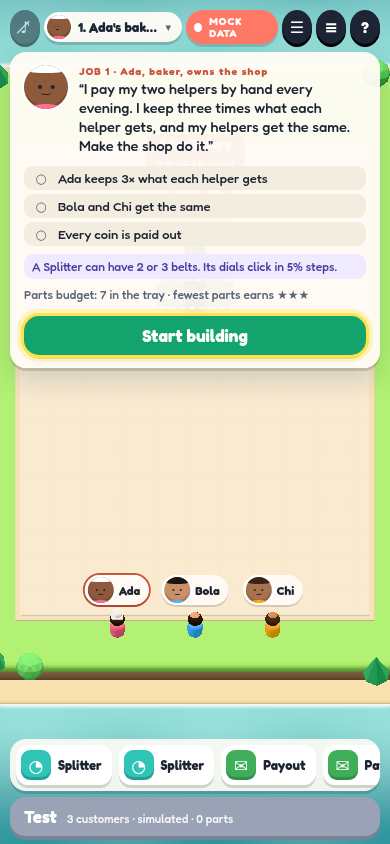 1. Ada's bak...
MOCK
DATA
?
JOB 1 · Ada, baker, owns the shop
“I pay my two helpers by hand every
evening. I keep three times what each
helper gets, and my helpers get the same.
Make the shop do it.”
Ada keeps 3× what each helper gets
Bola and Chi get the same
Every coin is paid out
A Splitter can have 2 or 3 belts. Its dials click in 5% steps.
Parts budget: 7 in the tray · fewest parts earns ★★★
Start building
Ada
Bola
Chi
Splitter
Splitter
Payout
Pa
Test 3 customers · simulated · 0 parts